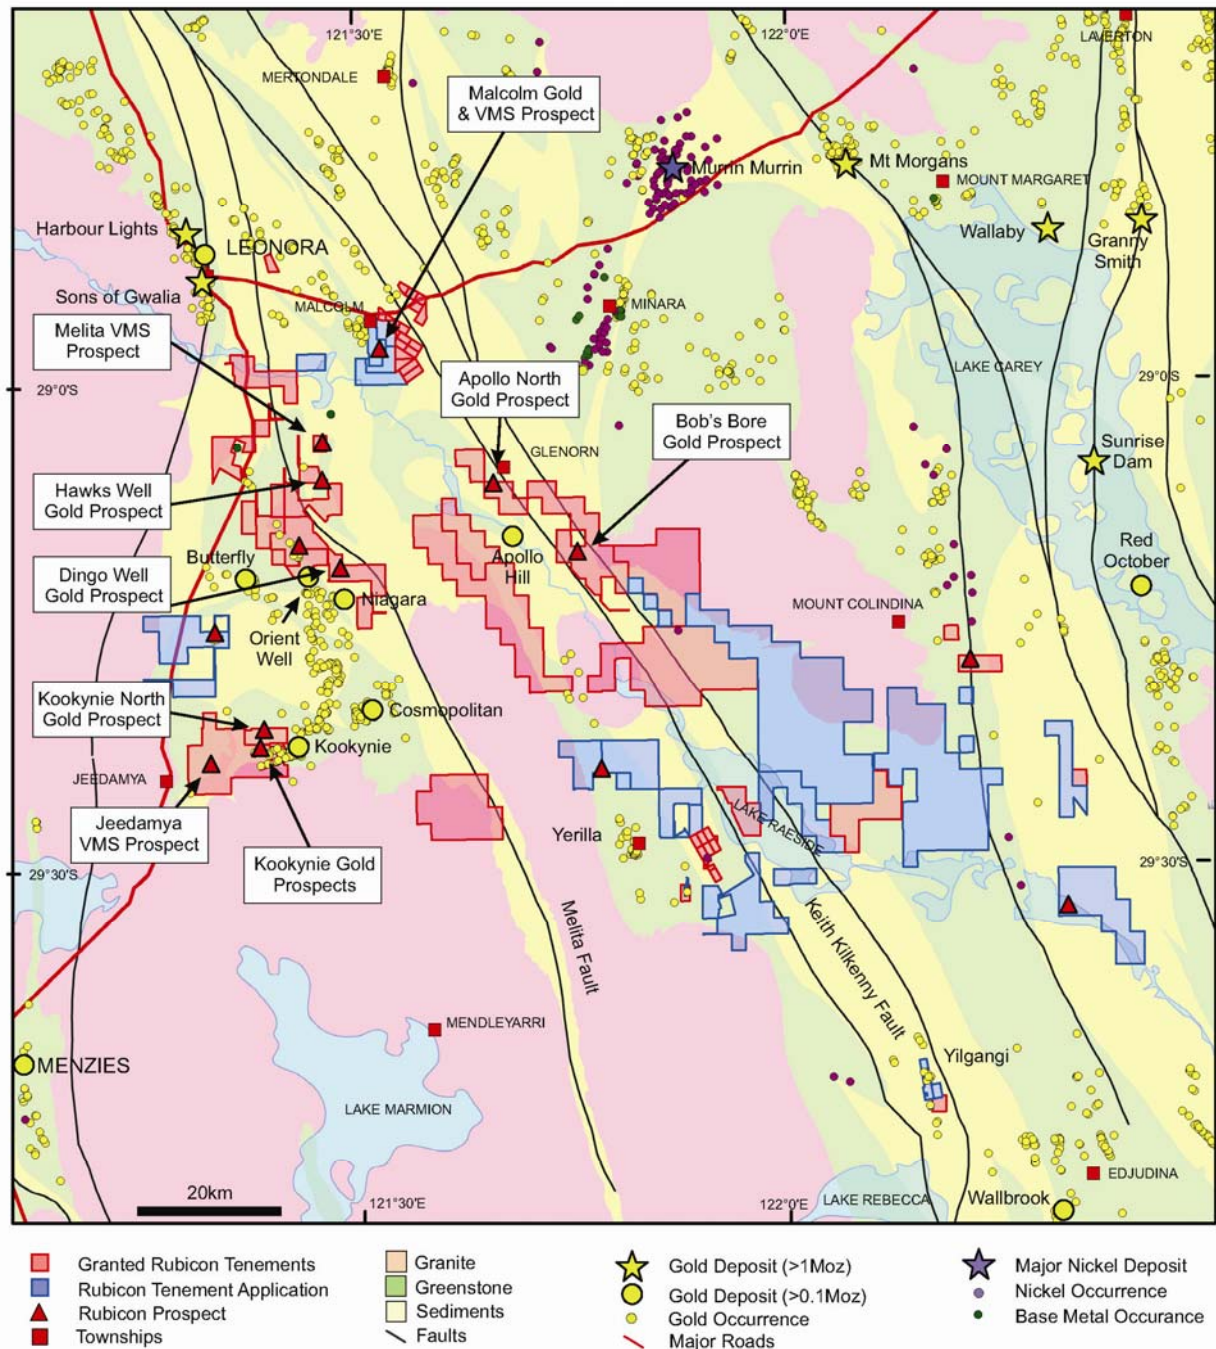 121°30'E
122°0'E
LAVERTON
MERTONDALE
Malcolm Gold
& VMS Prospect
Murrin Murrin
Mt Morgans
MOUNT MARGARET
Harbour Lights
LEONORA
Wallaby
Granny
Smith
Sons of Gwalia
MALCOLM
MINARA
Melita VMS
Prospect
LAKE CAREY
29°0'S
29°0'S
Apollo North
Gold Prospect
Bob's Bore
Gold Prospect
GLENORN
Sunrise
Dam
Hawks Well
Gold Prospect
Butterfly
Apollo
Hill
Red
October
Dingo Well
Gold Prospect
Niagara
MOUNT COLINDINA
Orient
Well
Kookynie North
Gold Prospect
Cosmopolitan
Kookynie
JEEDAMYA
Jeedamya
VMS Prospect
Yerilla
LAKE RAESIDE
Kookynie Gold
Prospects
29°30'S
29°30'S
Melita Fault
Keith Kilkenny Fault
MENDLEYARRI
Yilgangi
MENZIES
LAKE MARMION
EDJUDINA
20km
121°30'E
122°0'E
LAKE REBECCA
Wallbrook
Granted Rubicon Tenements
Rubicon Tenement Application
Rubicon Prospect
Townships
Granite
Greenstone
Sediments
Faults
Gold Deposit (>1Moz)
Gold Deposit (>0.1Moz)
Gold Occurrence
Major Roads
Major Nickel Deposit
Nickel Occurrence
Base Metal Occurance